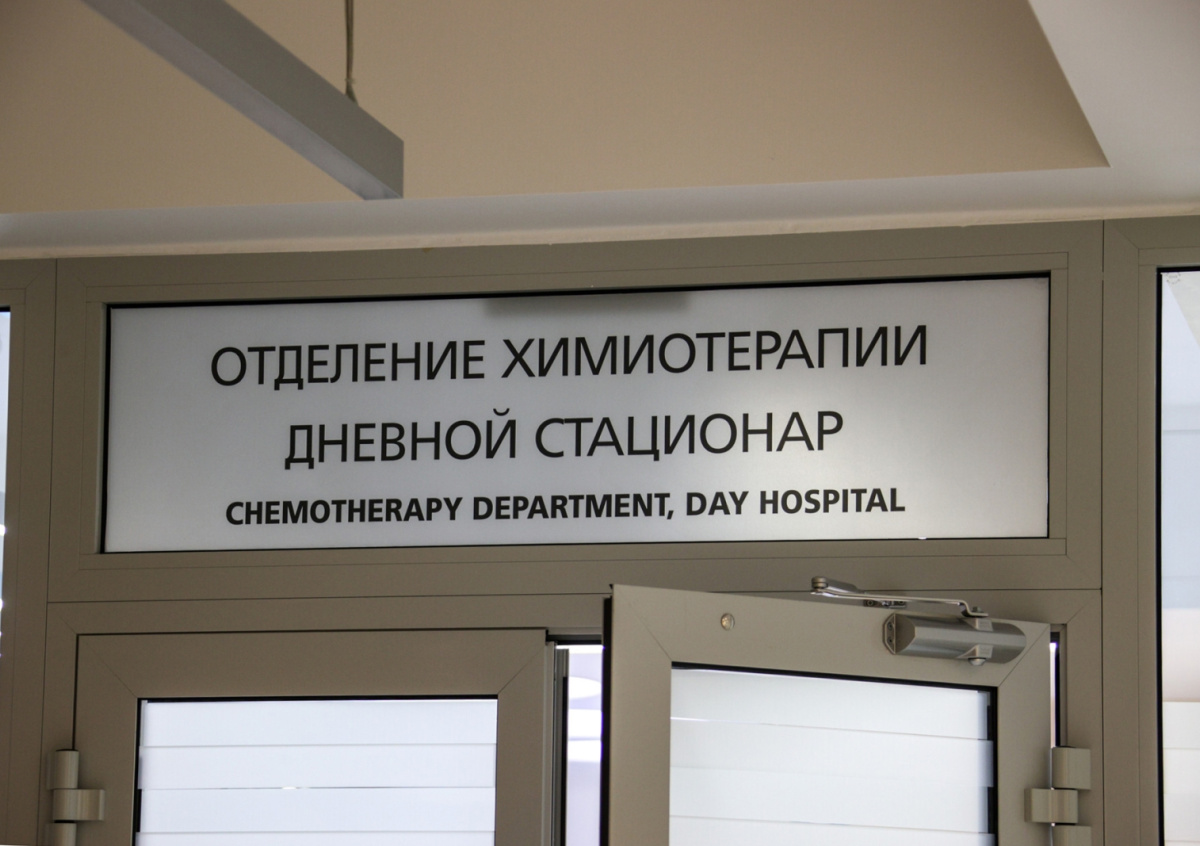 ОТДЕЛЕНИЕ ХИМИОТЕРАПИИ
ДНЕВНОЙ СТАЦИОНАР
CHEMOTHERAPY DEPARTMENT, DAY HOSPITAL